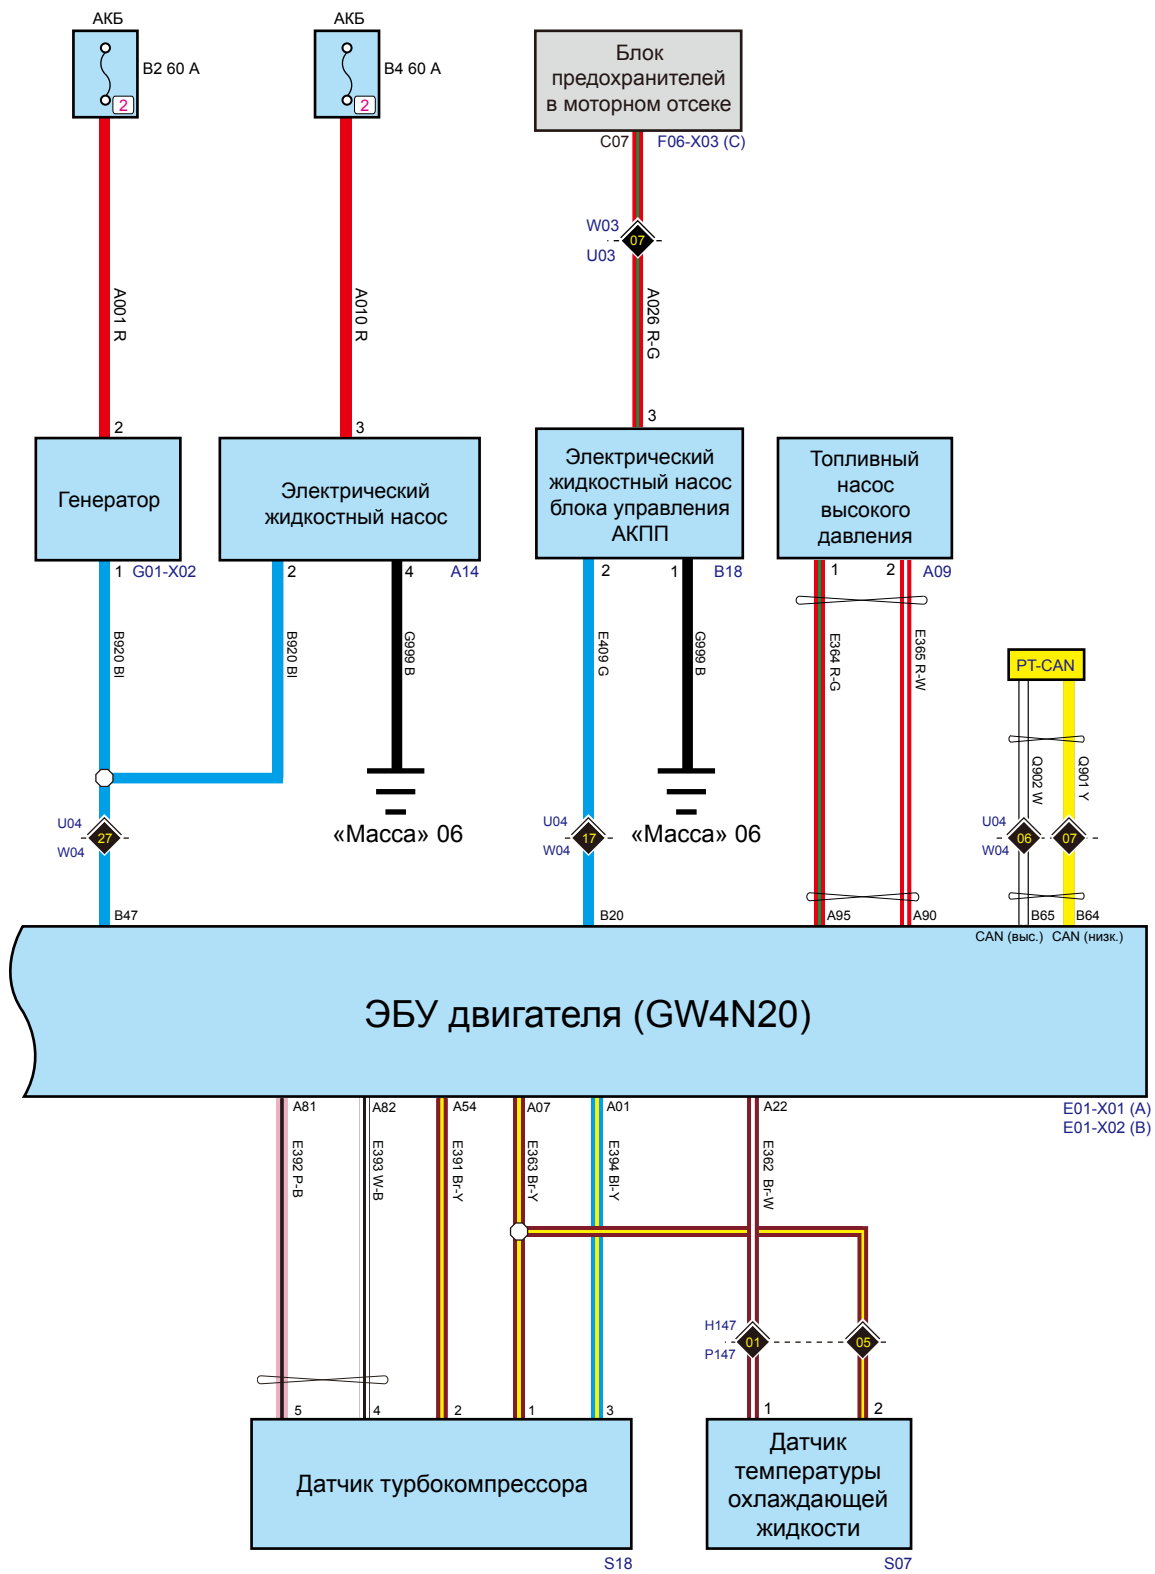 АКБ
B2 60 A
2
АКБ
B4 60 A
2
Блок
предохранителей
в моторном отсеке
C07
F06-X03 (C)
W03
07
U03
A001 R
A010 R
A026 R-G
2
3
3
Генератор
Электрический
жидкостный насос
Электрический
жидкостный насос
блока управления
АКПП
Топливный
насос
высокого
давления
1 G01-X02
2
4
A14
2
1
B18
1
2
A09
B920 Bl
B920 Bl
G999 B
E409 G
G999 B
E364 R-G
E365 R-W
PT-CAN
Q902 W
Q901 Y
U04
27
W04
«Масса» 06
U04
17
W04
«Масса» 06
U04
06
07
W04
B47
B20
A95
A90
B65
B64
CAN (выс.)
CAN (низк.)
ЭБУ двигателя (GW4N20)
A81
A82
A54
A07
A01
A22
E01-X01 (A)
E01-X02 (B)
E392 P-B
E393 W-B
E391 Br-Y
E363 Br-Y
E394 Bl-Y
E362 Br-W
H147
01
05
P147
5
4
2
1
3
1
2
Датчик турбокомпрессора
Датчик
температуры
охлаждающей
жидкости
S18
S07